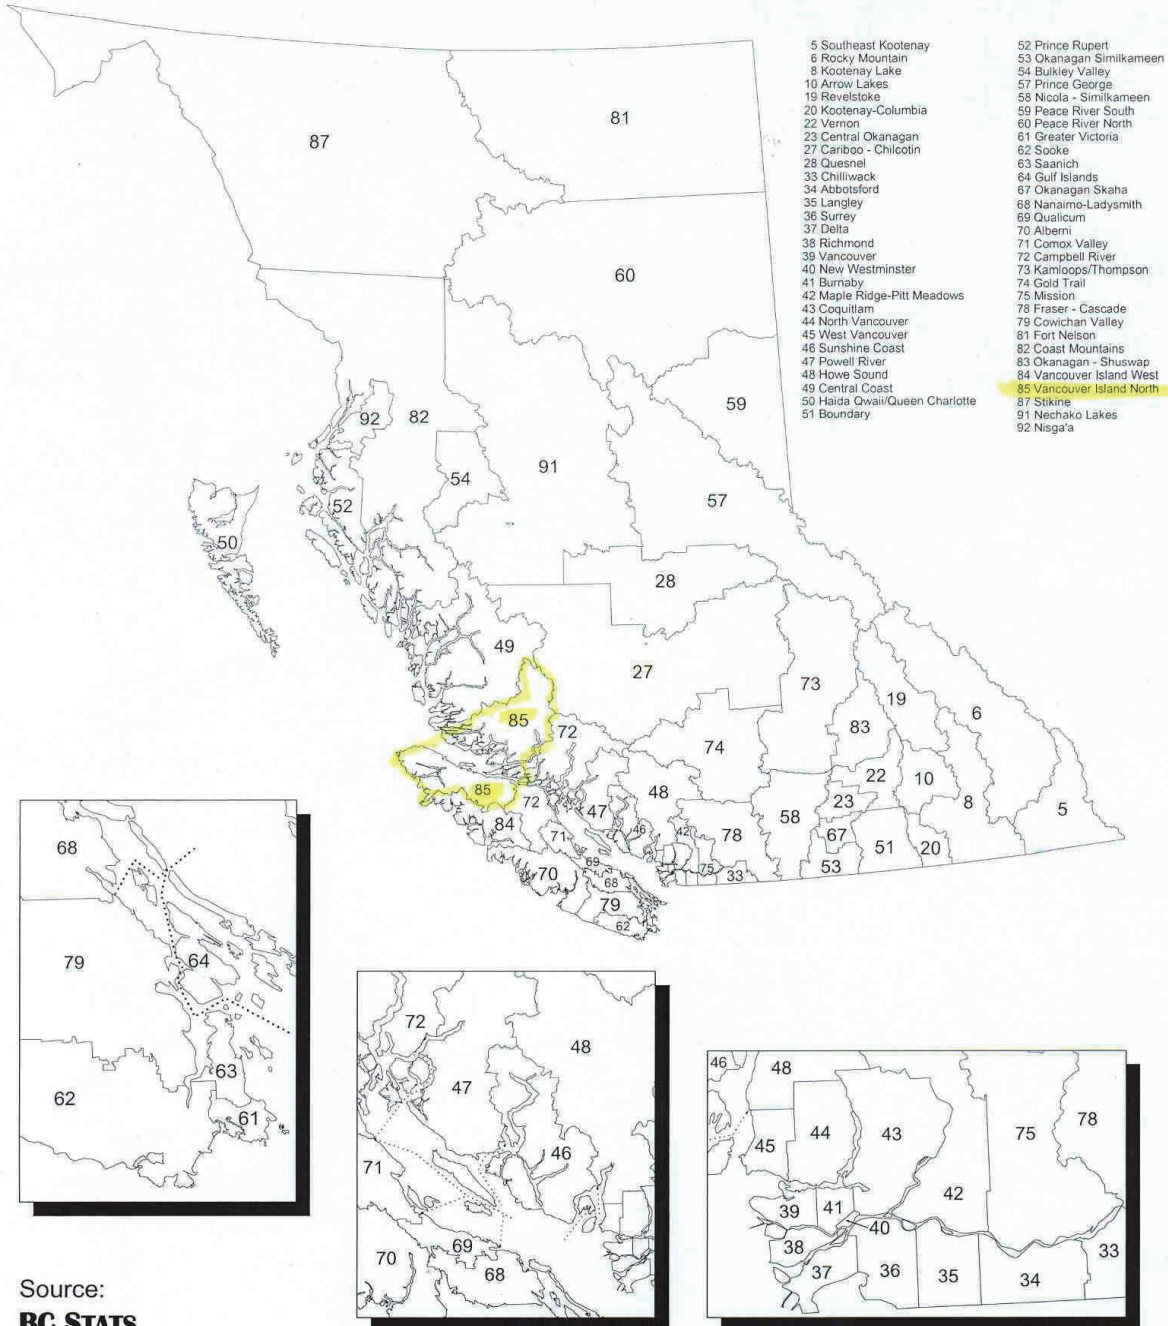 5 Southeast Kootenay
6 Rocky Mountain
8 Kootenay Lake
10 Arrow Lakes
19 Revelstoke
20 Kootenay-Columbia
22 Vernon
23 Central Okanagan
27 Cariboo - Chilcotin
28 Quesnel
33 Chilliwack
34 Abbotsford
35 Langley
36 Surrey
37 Delta
38 Richmond
39 Vancouver
40 New Westminster
41 Burnaby
42 Maple Ridge-Pitt Meadows
43 Coquitlam
44 North Vancouver
45 West Vancouver
46 Sunshine Coast
47 Powell River
48 Howe Sound
49 Central Coast
50 Haida Qwaii/Queen Charlotte
51 Boundary
52 Prince Rupert
53 Okanagan Similkameen
54 Bulkley Valley
57 Prince George
58 Nicola - Similkameen
59 Peace River South
60 Peace River North
61 Greater Victoria
62 Sooke
63 Saanich
64 Gulf Islands
67 Okanagan Skaha
68 Nanaimo-Ladysmith
69 Qualicum
70 Alberni
71 Comox Valley
72 Campbell River
73 Kamloops/Thompson
74 Gold Trail
75 Mission
78 Fraser - Cascade
79 Cowichan Valley
81 Fort Nelson
82 Coast Mountains
83 Okanagan - Shuswap
84 Vancouver Island West
85 Vancouver Island North
87 Stikine
91 Nechako Lakes
92 Nisga'a
81
87
60
59
92
82
54
91
57
52
50
28
49
27
73
19
6
85
72
74
83
22
10
85
72
47
48
23
58
8
5
84
71
46
42
78
67
51
20
69
75
33
53
70
68
79
62
68
79
64
62
63
61
72
48
47
71
46
70
69
68
46
48
45
44
43
75
78
42
39
41
40
38
37
36
35
34
33
Source:
BC STATS